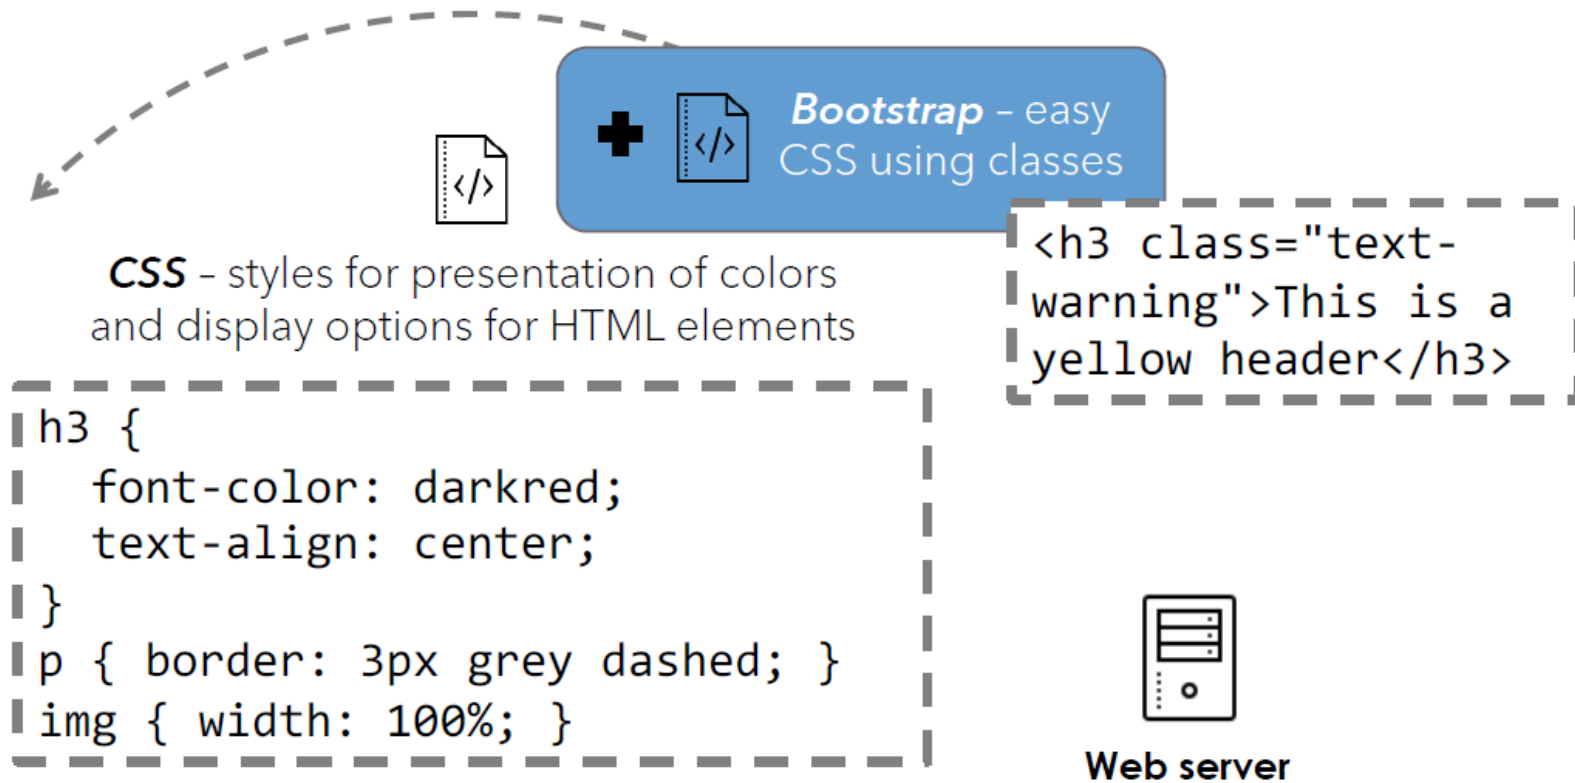 Bootstrap – easy
CSS using classes
</>
</>
CSS – styles for presentation of colors
and display options for HTML elements
<h3 class="text-
warning">This is a
yellow header</h3>
h3 {
  font-color: darkred;
  text-align: center;
}
p { border: 3px grey dashed; }
img { width: 100%; }
Web server